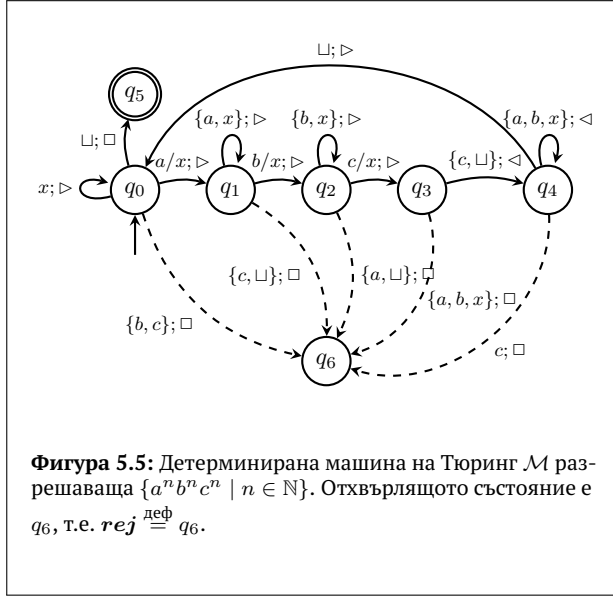 ⊔; ▷
q₅
{a, x}; ▷
{b, x}; ▷
{a, b, x}; ◁
⊔; □
a/x; ▷
b/x; ▷
c/x; ▷
{c, ⊔}; ◁
x; ▷
q₀
q₁
q₂
q₃
q₄
{c, ⊔}; □
{a, ⊔}; □
{a, b, x}; □
{b, c}; □
c; □
q₆
Фигура 5.5: Детерминирана машина на Тюринг ℳ раз-
решаваща {aⁿbⁿcⁿ | n ∈ ℕ}. Отхвърлящото състояние е
q₆, т.е. rej деф= q₆.